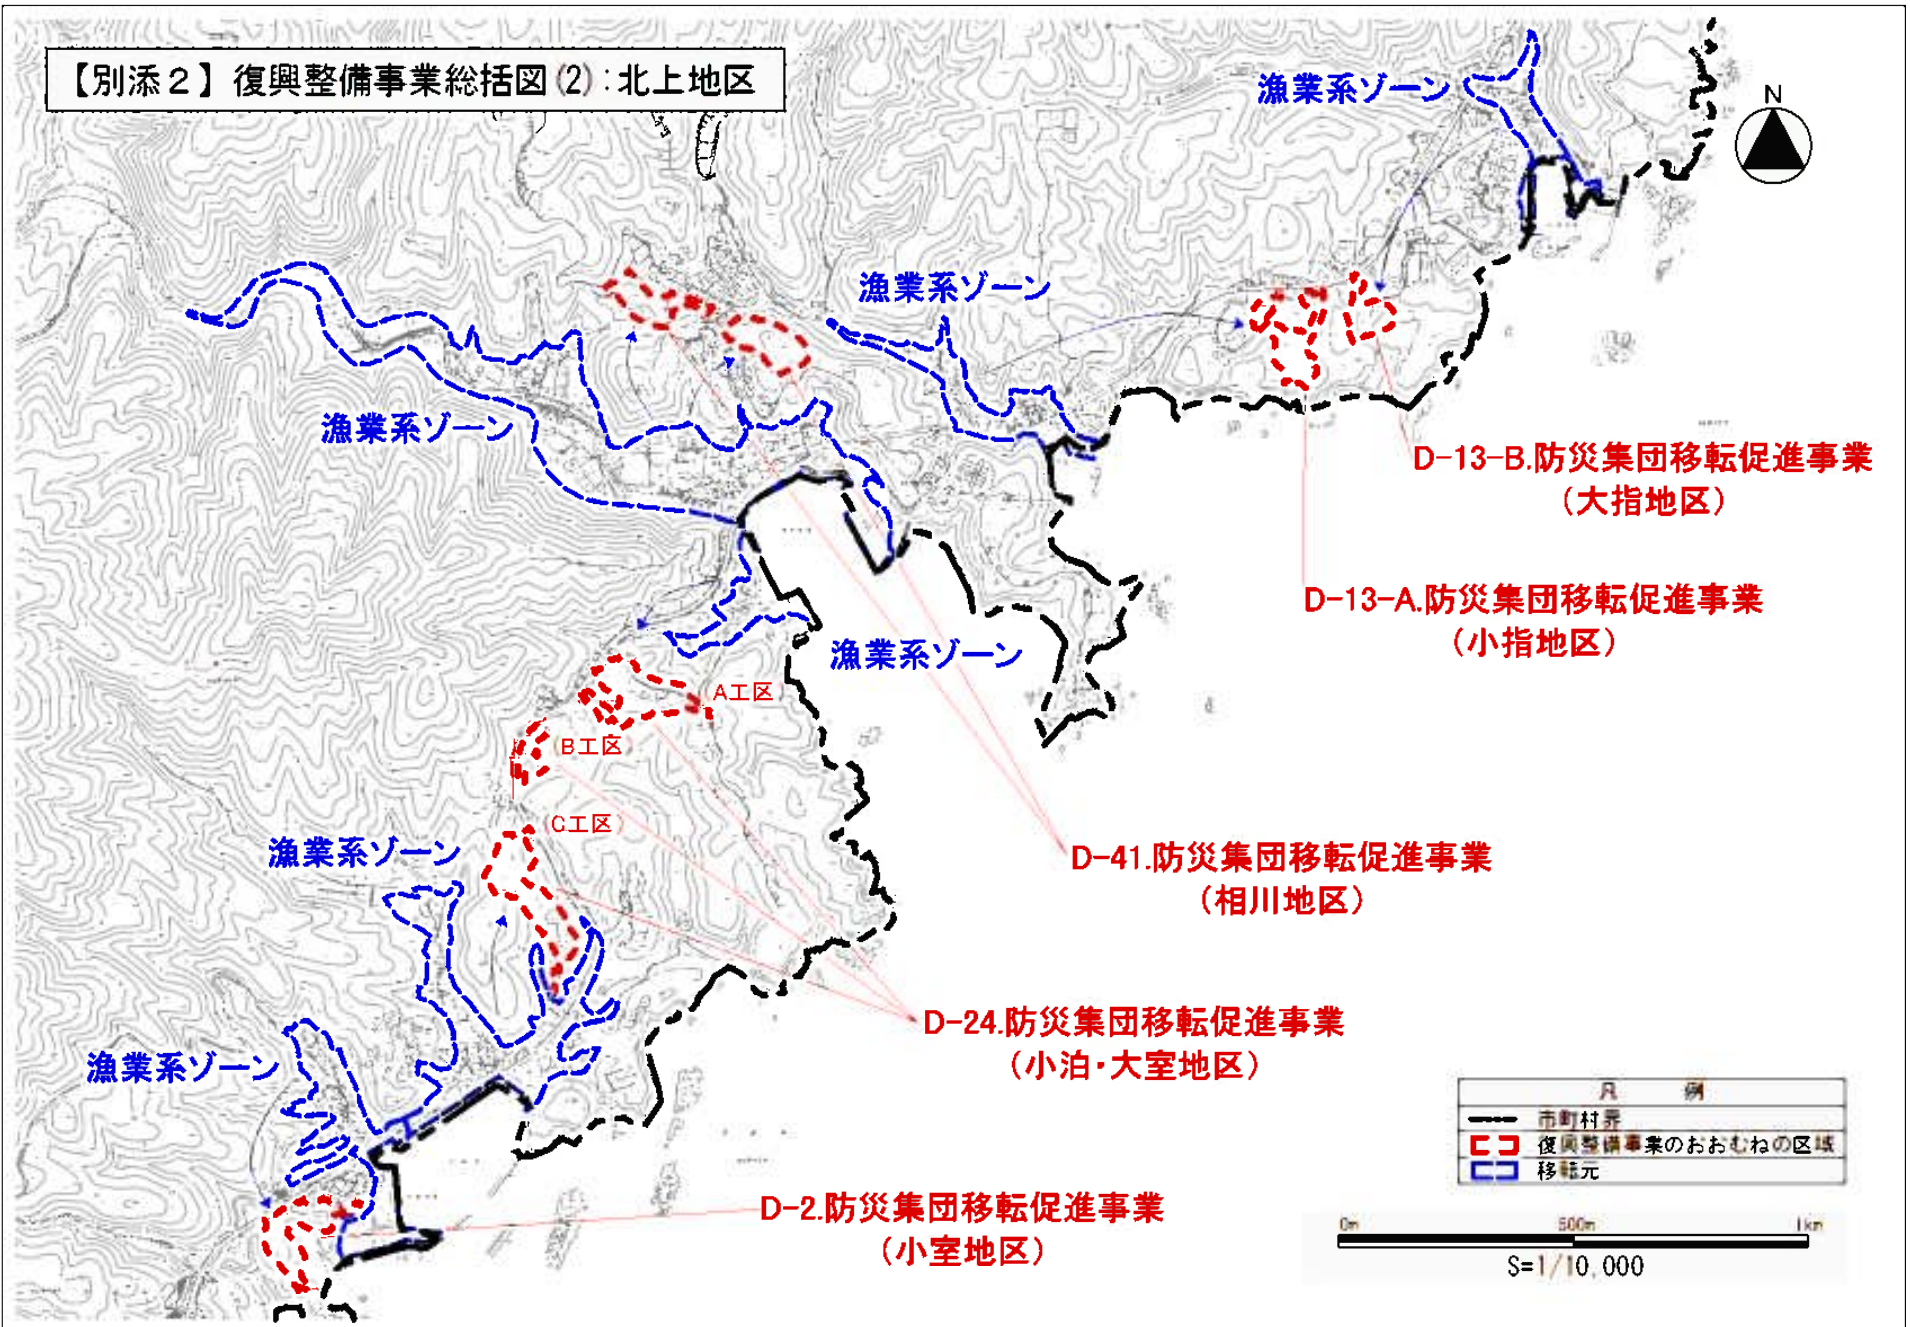 【別添２】復興整備事業総括図(2):北上地区
漁業系ゾーン
N
漁業系ゾーン
漁業系ゾーン
D-13-B.防災集団移転促進事業
(大指地区)
D-13-A.防災集団移転促進事業
(小指地区)
漁業系ゾーン
(A工区)
(B工区)
(C工区)
漁業系ゾーン
D-41.防災集団移転促進事業
(相川地区)
D-24.防災集団移転促進事業
(小泊・大室地区)
漁業系ゾーン
D-2.防災集団移転促進事業
(小室地区)
凡 例
市町村界
復興整備事業のおおむねの区域
移転元
0m 500m 1km
S=1/10,000